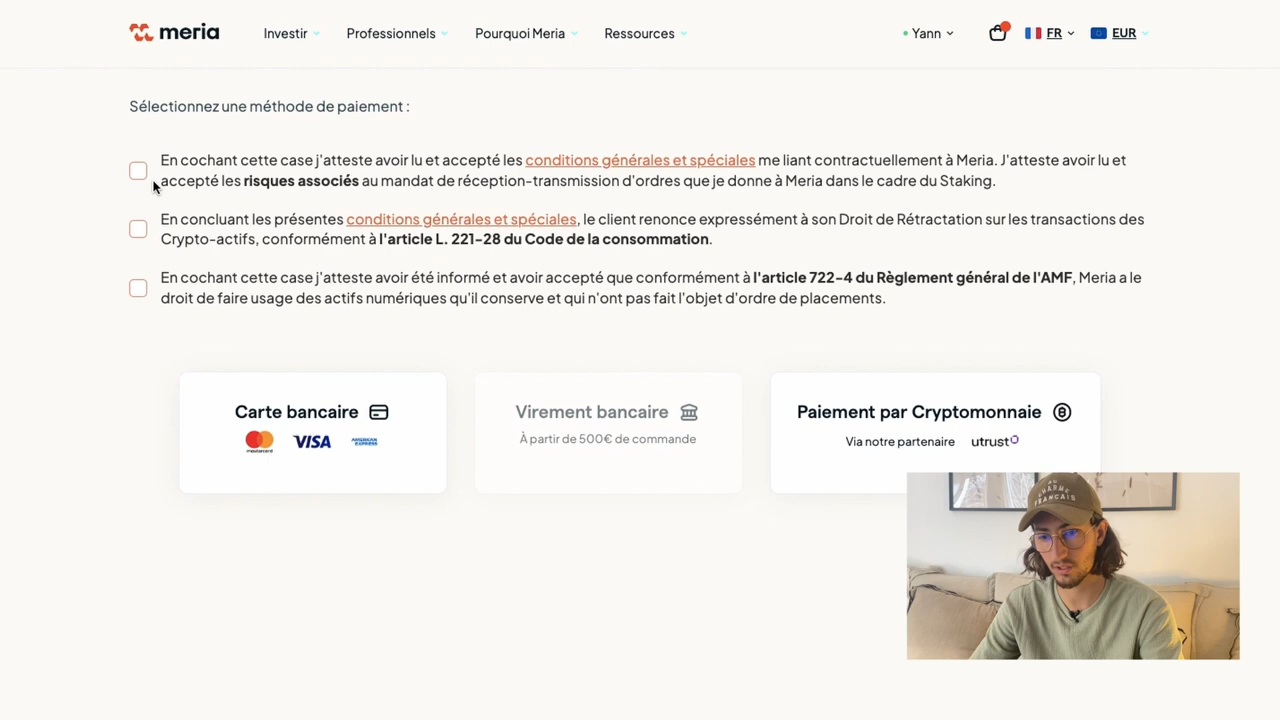 meria
Investir
Professionnels
Pourquoi Meria
Ressources
Yann
FR
EUR
Sélectionnez une méthode de paiement :
En cochant cette case j'atteste avoir lu et accepté les conditions générales et spéciales me liant contractuellement à Meria. J'atteste avoir lu et
accepté les risques associés au mandat de réception-transmission d'ordres que je donne à Meria dans le cadre du Staking.
En concluant les présentes conditions générales et spéciales, le client renonce expressément à son Droit de Rétractation sur les transactions des
Crypto-actifs, conformément à l'article L. 221-28 du Code de la consommation.
En cochant cette case j'atteste avoir été informé et avoir accepté que conformément à l'article 722-4 du Règlement général de l'AMF, Meria a le
droit de faire usage des actifs numériques qu'il conserve et qui n'ont pas fait l'objet d'ordre de placements.
Carte bancaire
mastercard
VISA
AMERICAN
EXPRESS
Virement bancaire
À partir de 500€ de commande
Paiement par Cryptomonnaie
Via notre partenaire utrust
AU
CHARME
FRANÇAIS